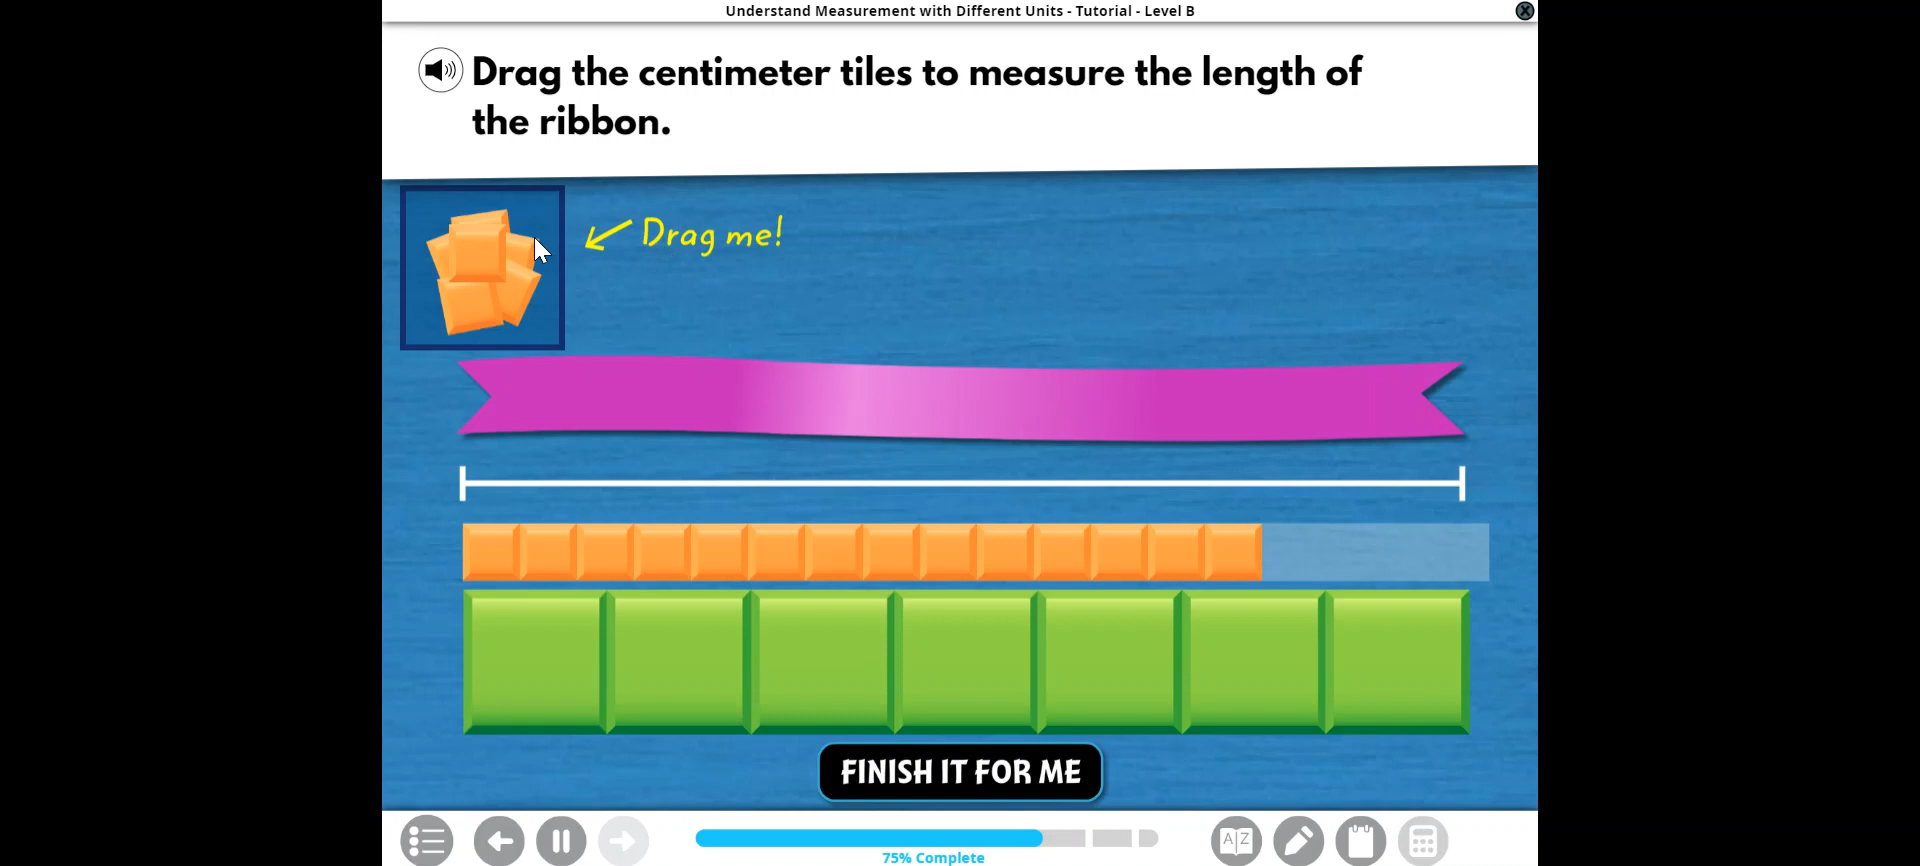 Understand Measurement with Different Units - Tutorial - Level B
Drag the centimeter tiles to measure the length of
the ribbon.
Drag me!
FINISH IT FOR ME
A|Z
75% Complete